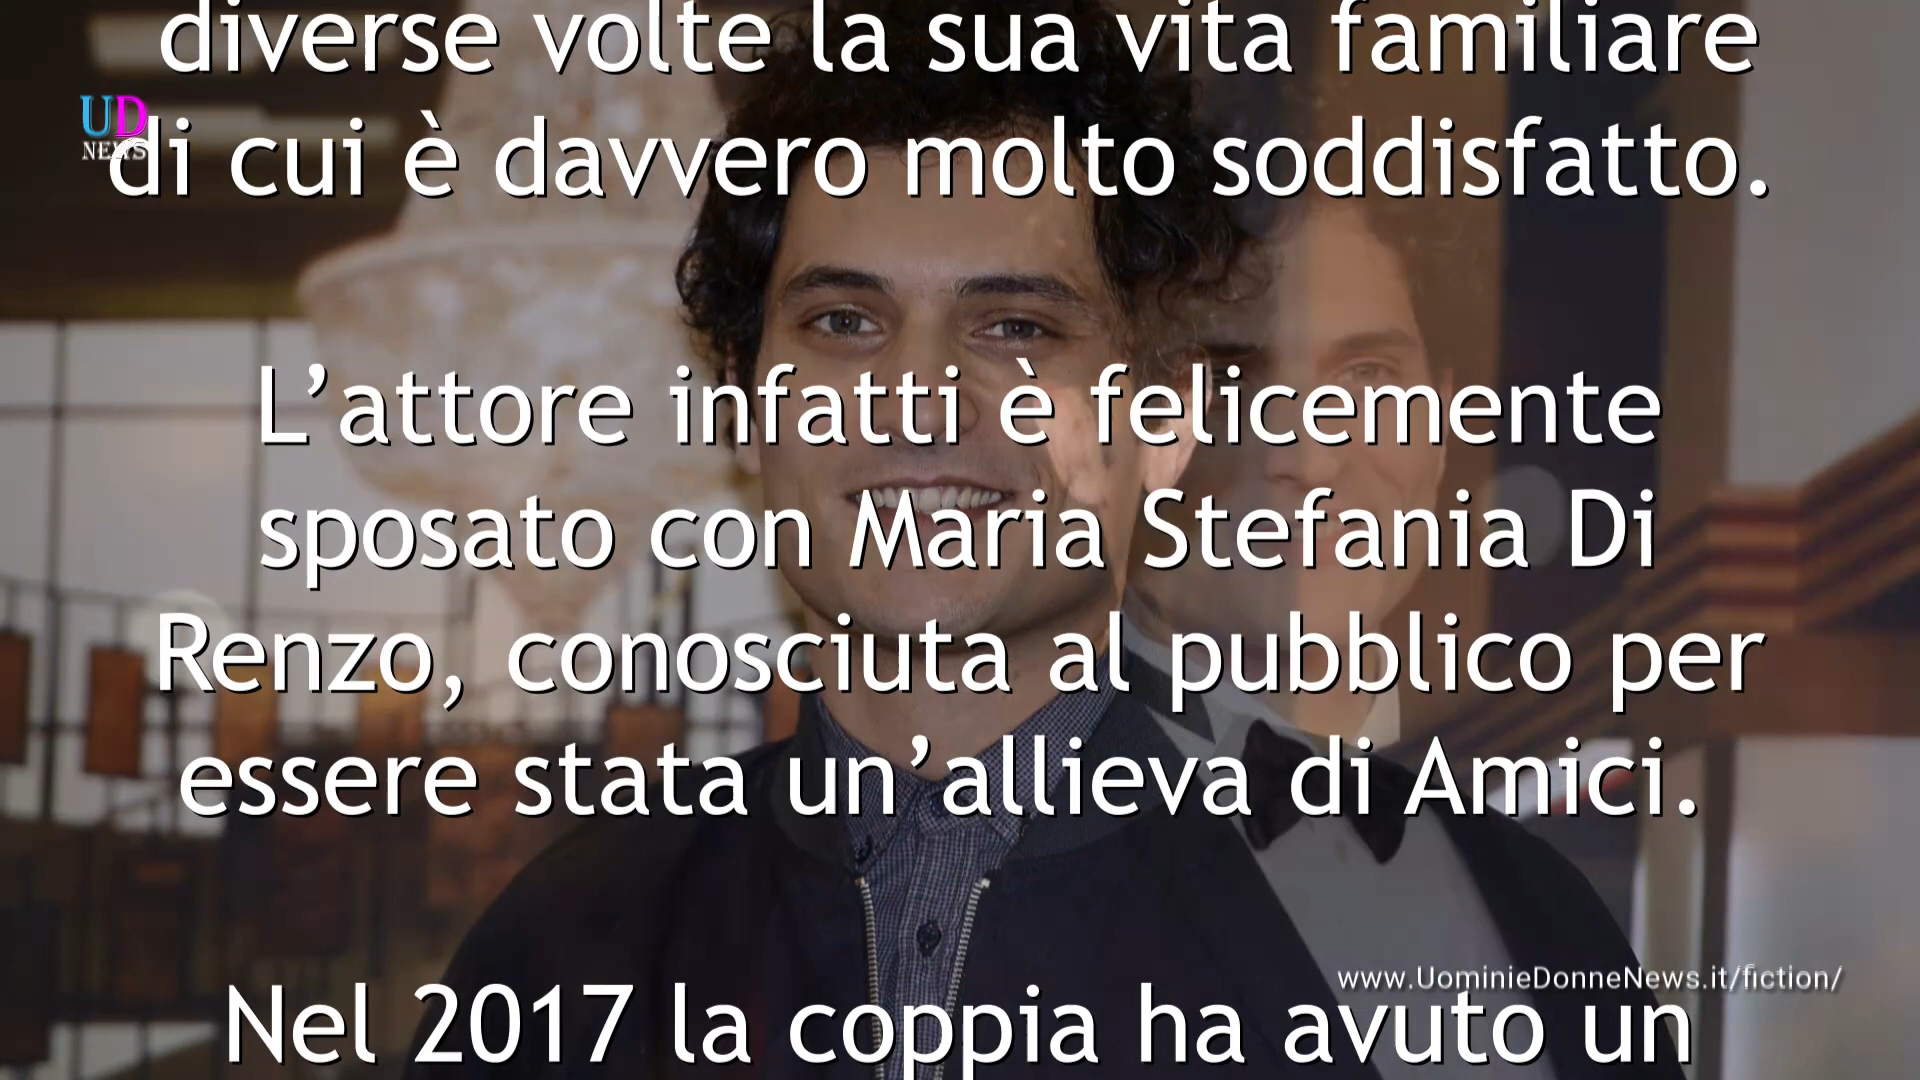 diverse volte la sua vita familiare
UD
NEWS
di cui è davvero molto soddisfatto.
L’attore infatti è felicemente
sposato con Maria Stefania Di
Renzo, conosciuta al pubblico per
essere stata un’allieva di Amici.
www.UominieDonneNews.it/fiction/
Nel 2017 la coppia ha avuto un